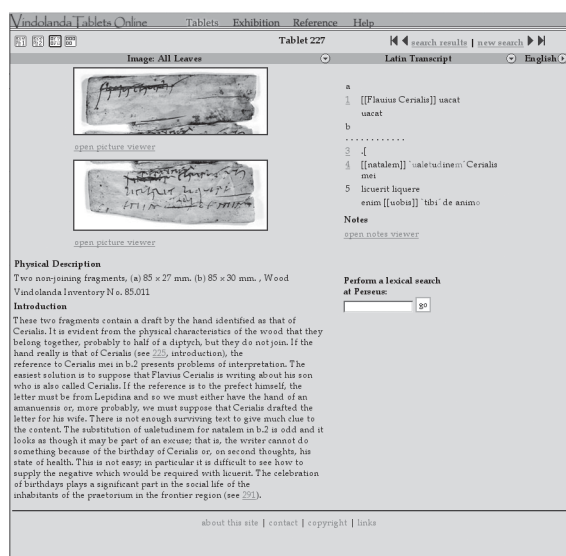 Vindolanda Tablets Online Tablets Exhibition Reference Help
Tablet 227
search results | new search
Image: All Leaves
Latin Transcript
English
a
1 [[Flauius Cerialis]] uacat
uacat
b
. . . . . . . . . . . .
3 .[
4 [[natalem]] `ualetudinem´ Cerialis
mei
5 licuerit liquere
enim [[uobis]] `tibi´ de animo
open picture viewer
open picture viewer
Notes
open notes viewer
Perform a lexical search
at Perseus:
go
Physical Description
Two non-joining fragments, (a) 85 × 27 mm. (b) 85 × 30 mm. , Wood
Vindolanda Inventory No. 85.011
Introduction
These two fragments contain a draft by the hand identified as that of
Cerialis. It is evident from the physical characteristics of the wood that they
belong together, probably to half of a diptych, but they do not join. If the
hand really is that of Cerialis (see 225, introduction), the
reference to Cerialis mei in b.2 presents problems of interpretation. The
easiest solution is to suppose that Flavius Cerialis is writing about his son
who is also called Cerialis. If the reference is to the prefect himself, the
letter must be from Lepidina and so we must either have the hand of an
amanuensis or, more probably, we must suppose that Cerialis drafted the
letter for his wife. There is not enough surviving text to give much clue to
the content. The substitution of ualetudinem for natalem in b.2 is odd and it
looks as though it may be part of an excuse; that is, the writer cannot do
something because of the birthday of Cerialis or, on second thoughts, his
state of health. This is not easy; in particular it is difficult to see how to
supply the negative which would be required with licuerit. The celebration
of birthdays plays a significant part in the social life of the
inhabitants of the praetorium in the frontier region (see 291).
about this site | contact | copyright | links